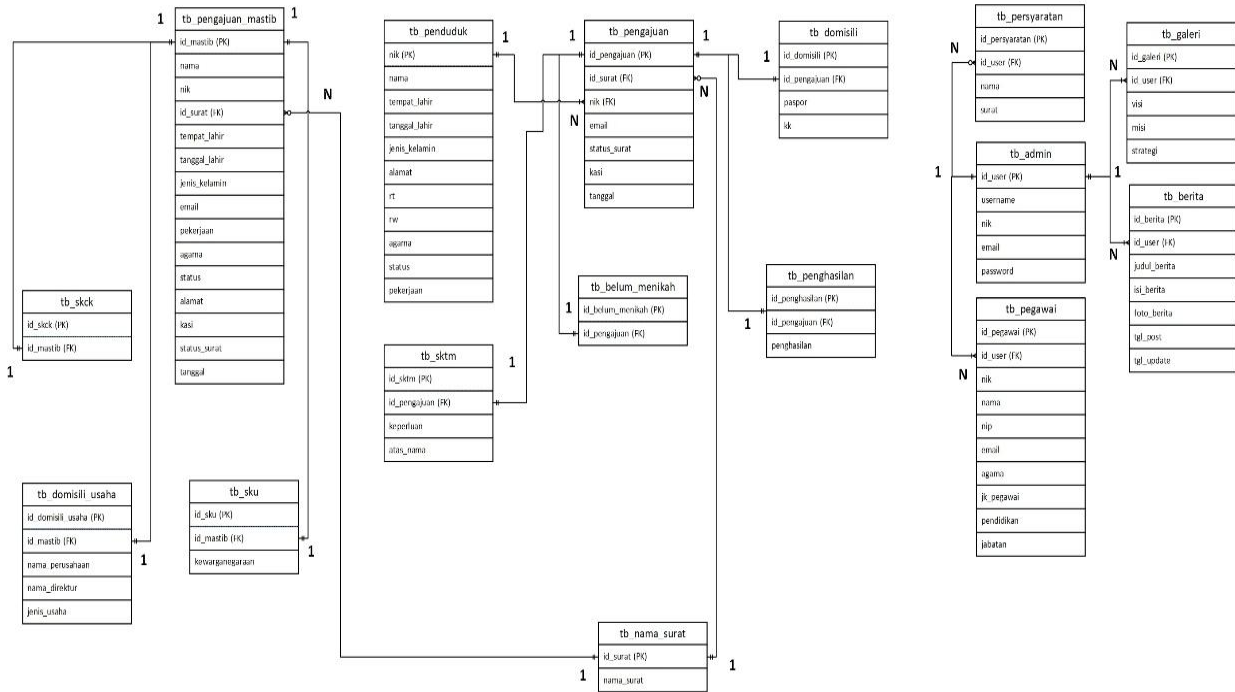 tb_pengajuan_mastib
id_mastib (PK)
nama
nik
id_surat (FK)
tempat_lahir
tanggal_lahir
jenis_kelamin
email
pekerjaan
agama
status
alamat
kasi
status_surat
tanggal
1
1
N
tb_skck
id_skck (PK)
id_mastib (FK)
1
tb_domisili_usaha
id_domisili_usaha (PK)
id_mastib (FK)
nama_perusahaan
nama_direktur
jenis_usaha
1
tb_sku
id_sku (PK)
id_mastib (FK)
kewarganegaraan
1
tb_penduduk
nik (PK)
nama
tempat_lahir
tanggal_lahir
jenis_kelamin
alamat
rt
rw
agama
status
pekerjaan
1
tb_sktm
id_sktm (PK)
id_pengajuan (FK)
keperluan
atas_nama
1
tb_pengajuan
id_pengajuan (PK)
id_surat (FK)
nik (FK)
email
status_surat
kasi
tanggal
1
1
N
N
tb_belum_menikah
id_belum_menikah (PK)
id_pengajuan (FK)
1
tb_domisili
id_domisili (PK)
id_pengajuan (FK)
paspor
kk
1
tb_penghasilan
id_penghasilan (PK)
id_pengajuan (FK)
penghasilan
1
tb_nama_surat
id_surat (PK)
nama_surat
1
1
tb_persyaratan
id_persyaratan (PK)
id_user (FK)
nama
surat
N
tb_admin
id_user (PK)
username
nik
email
password
1
1
tb_pegawai
id_pegawai (PK)
id_user (FK)
nik
nama
nip
email
agama
jk_pegawai
pendidikan
jabatan
N
tb_galeri
id_galeri (PK)
id_user (FK)
visi
misi
strategi
N
tb_berita
id_berita (PK)
id_user (FK)
judul_berita
isi_berita
foto_berita
tgl_post
tgl_update
N